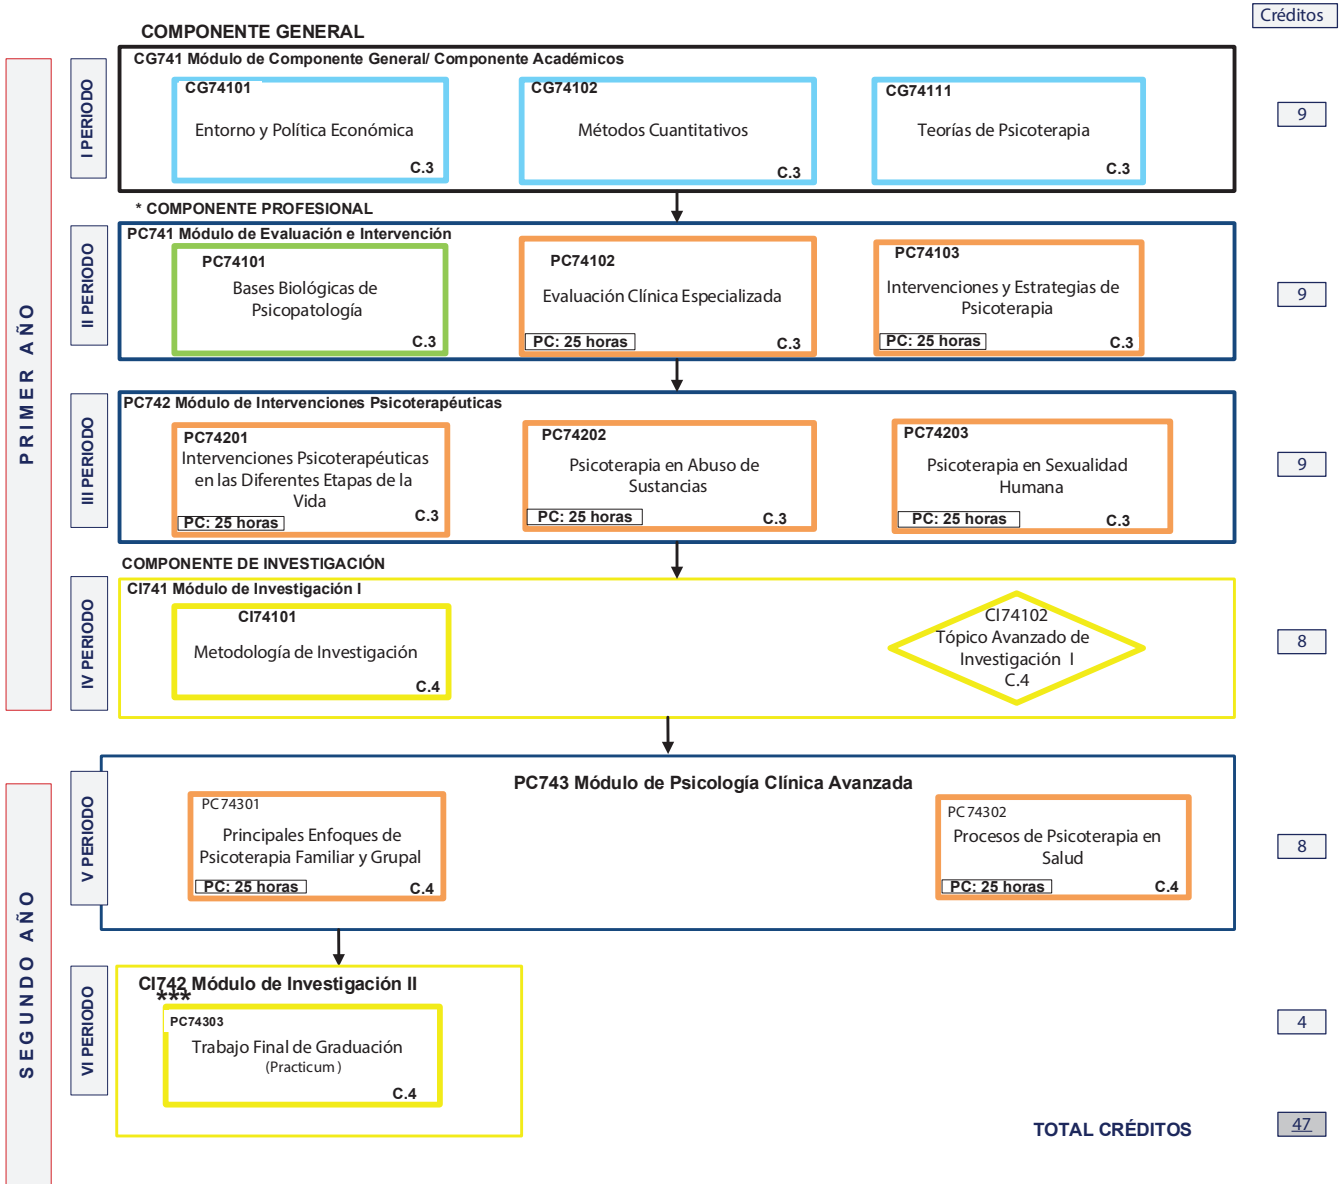 Créditos
COMPONENTE GENERAL
PRIMER AÑO
I PERIODO
CG741 Módulo de Componente General/ Componente Académicos
CG74101
Entorno y Política Económica
C.3
CG74102
Métodos Cuantitativos
C.3
CG74111
Teorías de Psicoterapia
C.3
9
* COMPONENTE PROFESIONAL
II PERIODO
PC741 Módulo de Evaluación e Intervención
PC74101
Bases Biológicas de
Psicopatología
C.3
PC74102
Evaluación Clínica Especializada
PC: 25 horas
C.3
PC74103
Intervenciones y Estrategias de
Psicoterapia
PC: 25 horas
C.3
9
III PERIODO
PC742 Módulo de Intervenciones Psicoterapéuticas
PC74201
Intervenciones Psicoterapéuticas
en las Diferentes Etapas de la
Vida
PC: 25 horas
C.3
PC74202
Psicoterapia en Abuso de
Sustancias
PC: 25 horas
C.3
PC74203
Psicoterapia en Sexualidad
Humana
PC: 25 horas
C.3
9
COMPONENTE DE INVESTIGACIÓN
IV PERIODO
CI741 Módulo de Investigación I
CI74101
Metodología de Investigación
C.4
CI74102
Tópico Avanzado de
Investigación I
C.4
8
SEGUNDO AÑO
V PERIODO
PC743 Módulo de Psicología Clínica Avanzada
PC74301
Principales Enfoques de
Psicoterapia Familiar y Grupal
PC: 25 horas
C.4
PC74302
Procesos de Psicoterapia en
Salud
PC: 25 horas
C.4
8
VI PERIODO
CI742 Módulo de Investigación II
***
PC74303
Trabajo Final de Graduación
(Practicum)
C.4
4
TOTAL CRÉDITOS
47